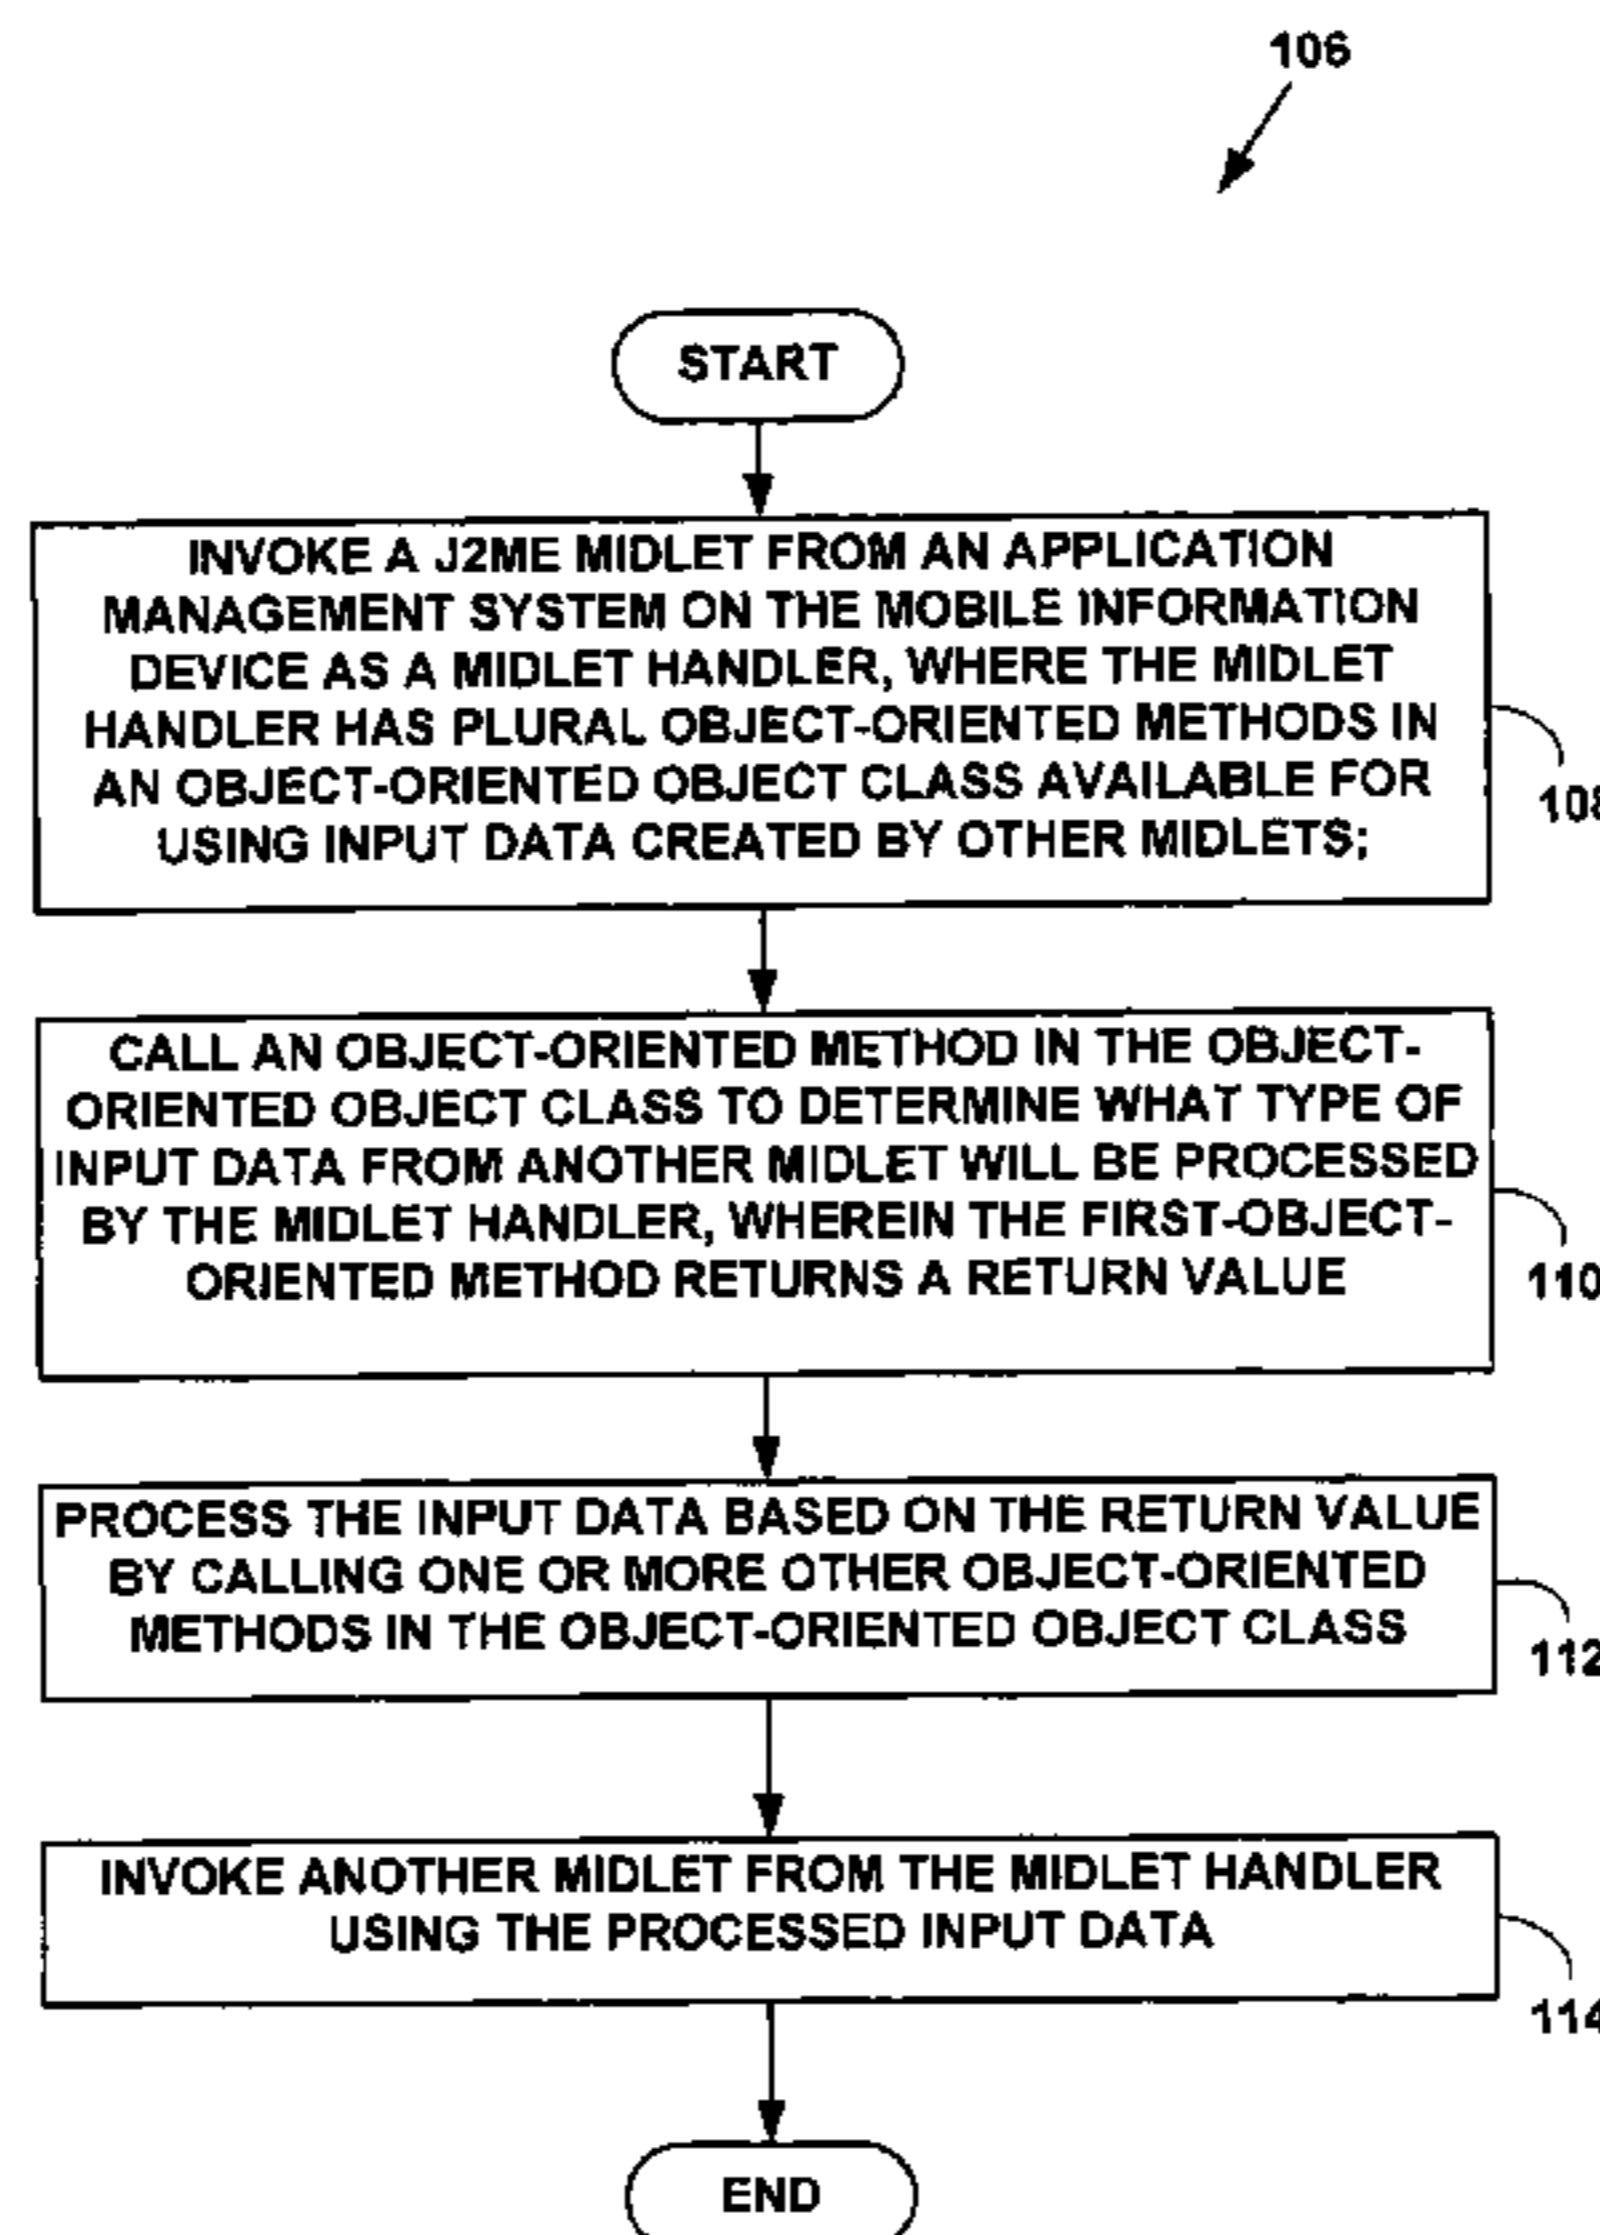 106
START
INVOKE A J2ME MIDLET FROM AN APPLICATION
MANAGEMENT SYSTEM ON THE MOBILE INFORMATION
DEVICE AS A MIDLET HANDLER, WHERE THE MIDLET
HANDLER HAS PLURAL OBJECT-ORIENTED METHODS IN
AN OBJECT-ORIENTED OBJECT CLASS AVAILABLE FOR
USING INPUT DATA CREATED BY OTHER MIDLETS;
108
CALL AN OBJECT-ORIENTED METHOD IN THE OBJECT-
ORIENTED OBJECT CLASS TO DETERMINE WHAT TYPE OF
INPUT DATA FROM ANOTHER MIDLET WILL BE PROCESSED
BY THE MIDLET HANDLER, WHEREIN THE FIRST-OBJECT-
ORIENTED METHOD RETURNS A RETURN VALUE
110
PROCESS THE INPUT DATA BASED ON THE RETURN VALUE
BY CALLING ONE OR MORE OTHER OBJECT-ORIENTED
METHODS IN THE OBJECT-ORIENTED OBJECT CLASS
112
INVOKE ANOTHER MIDLET FROM THE MIDLET HANDLER
USING THE PROCESSED INPUT DATA
114
END